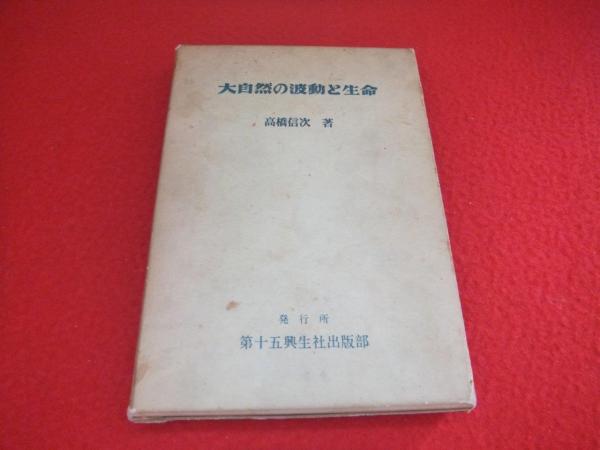 大自然の波動と生命
高橋信次 著
発行所
第十五興生社出版部